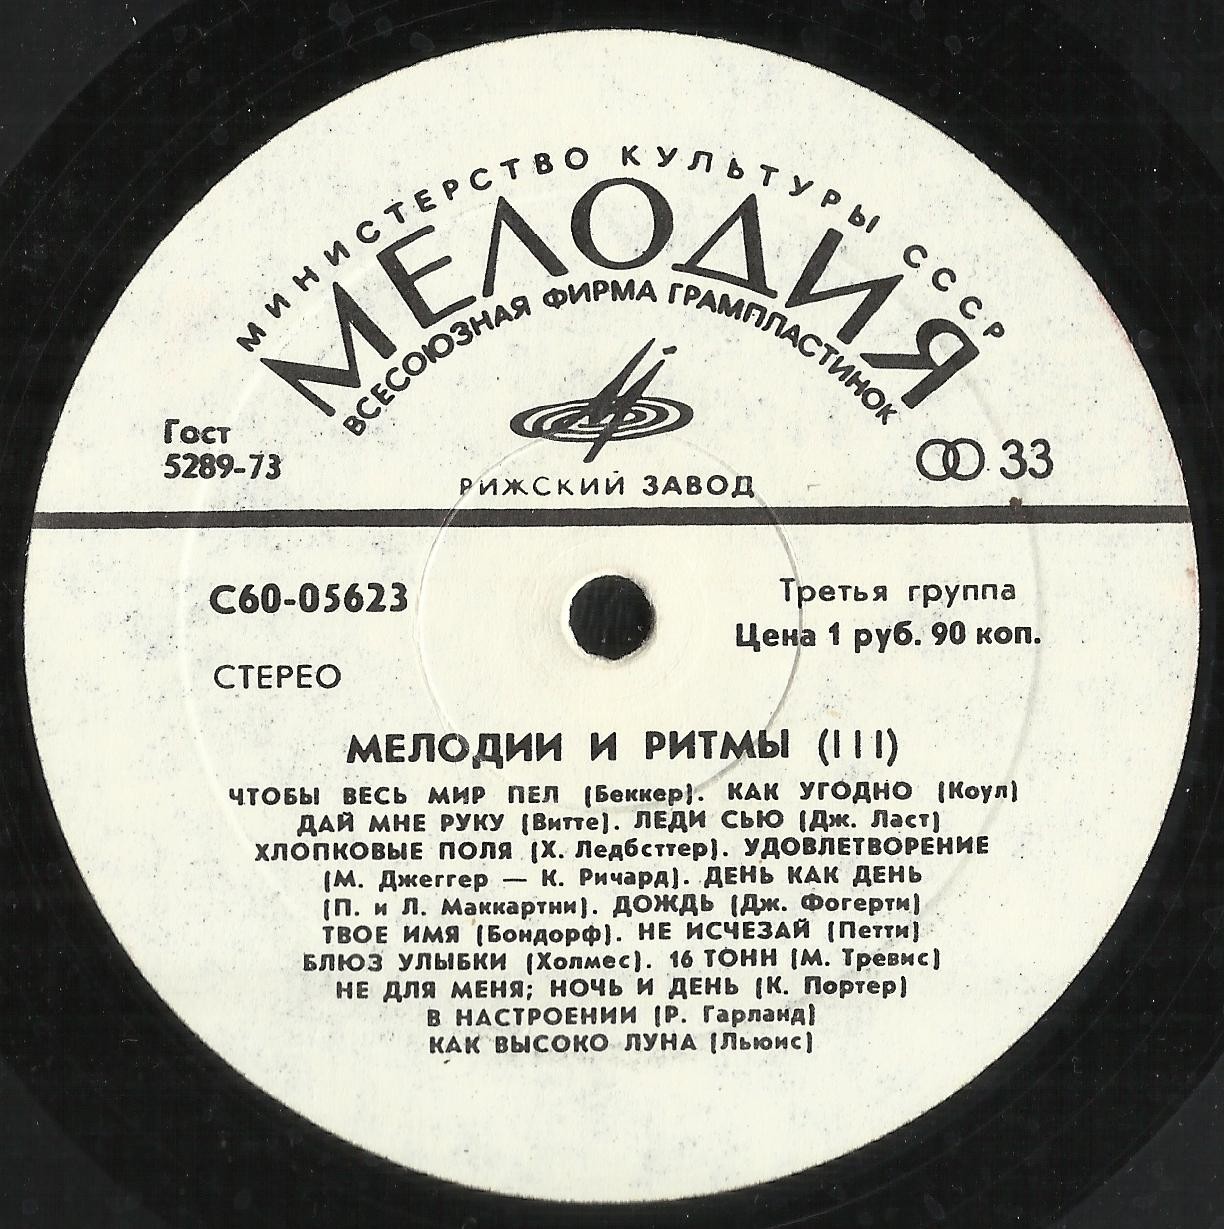 МИНИСТЕРСТВО КУЛЬТУРЫ СССР
МЕЛОДИЯ
ВСЕСОЮЗНАЯ ФИРМА ГРАМПЛАСТИНОК
Гост
5289-73
33
РИЖСКИЙ ЗАВОД
С60-05623
Третья группа
Цена 1 руб. 90 коп.
СТЕРЕО
МЕЛОДИИ И РИТМЫ (III)
ЧТОБЫ ВЕСЬ МИР ПЕЛ (Беккер). КАК УГОДНО (Коул)
ДАЙ МНЕ РУКУ (Витте). ЛЕДИ СЬЮ (Дж. Ласт)
ХЛОПКОВЫЕ ПОЛЯ (Х. Ледбсттер). УДОВЛЕТВОРЕНИЕ
(М. Джеггер — К. Ричард). ДЕНЬ КАК ДЕНЬ
(П. и Л. Маккартни). ДОЖДЬ (Дж. Фогерти)
ТВОЕ ИМЯ (Бондорф). НЕ ИСЧЕЗАЙ (Петти)
БЛЮЗ УЛЫБКИ (Холмес). 16 ТОНН (М. Тревис)
НЕ ДЛЯ МЕНЯ; НОЧЬ И ДЕНЬ (К. Портер)
В НАСТРОЕНИИ (Р. Гарланд)
КАК ВЫСОКО ЛУНА (Льюис)